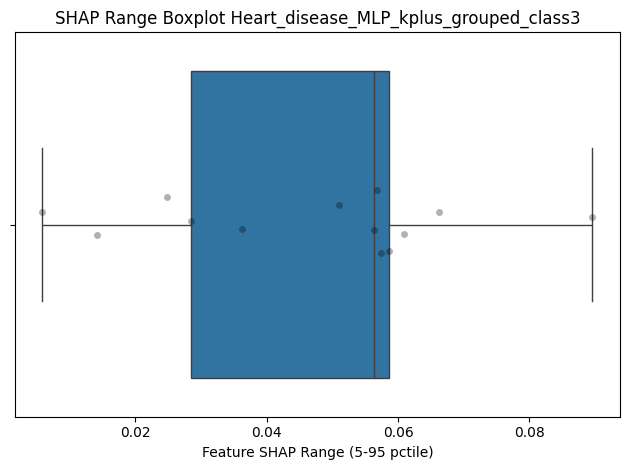 SHAP Range Boxplot Heart_disease_MLP_kplus_grouped_class3
0.02 0.04 0.06 0.08
Feature SHAP Range (5-95 pctile)